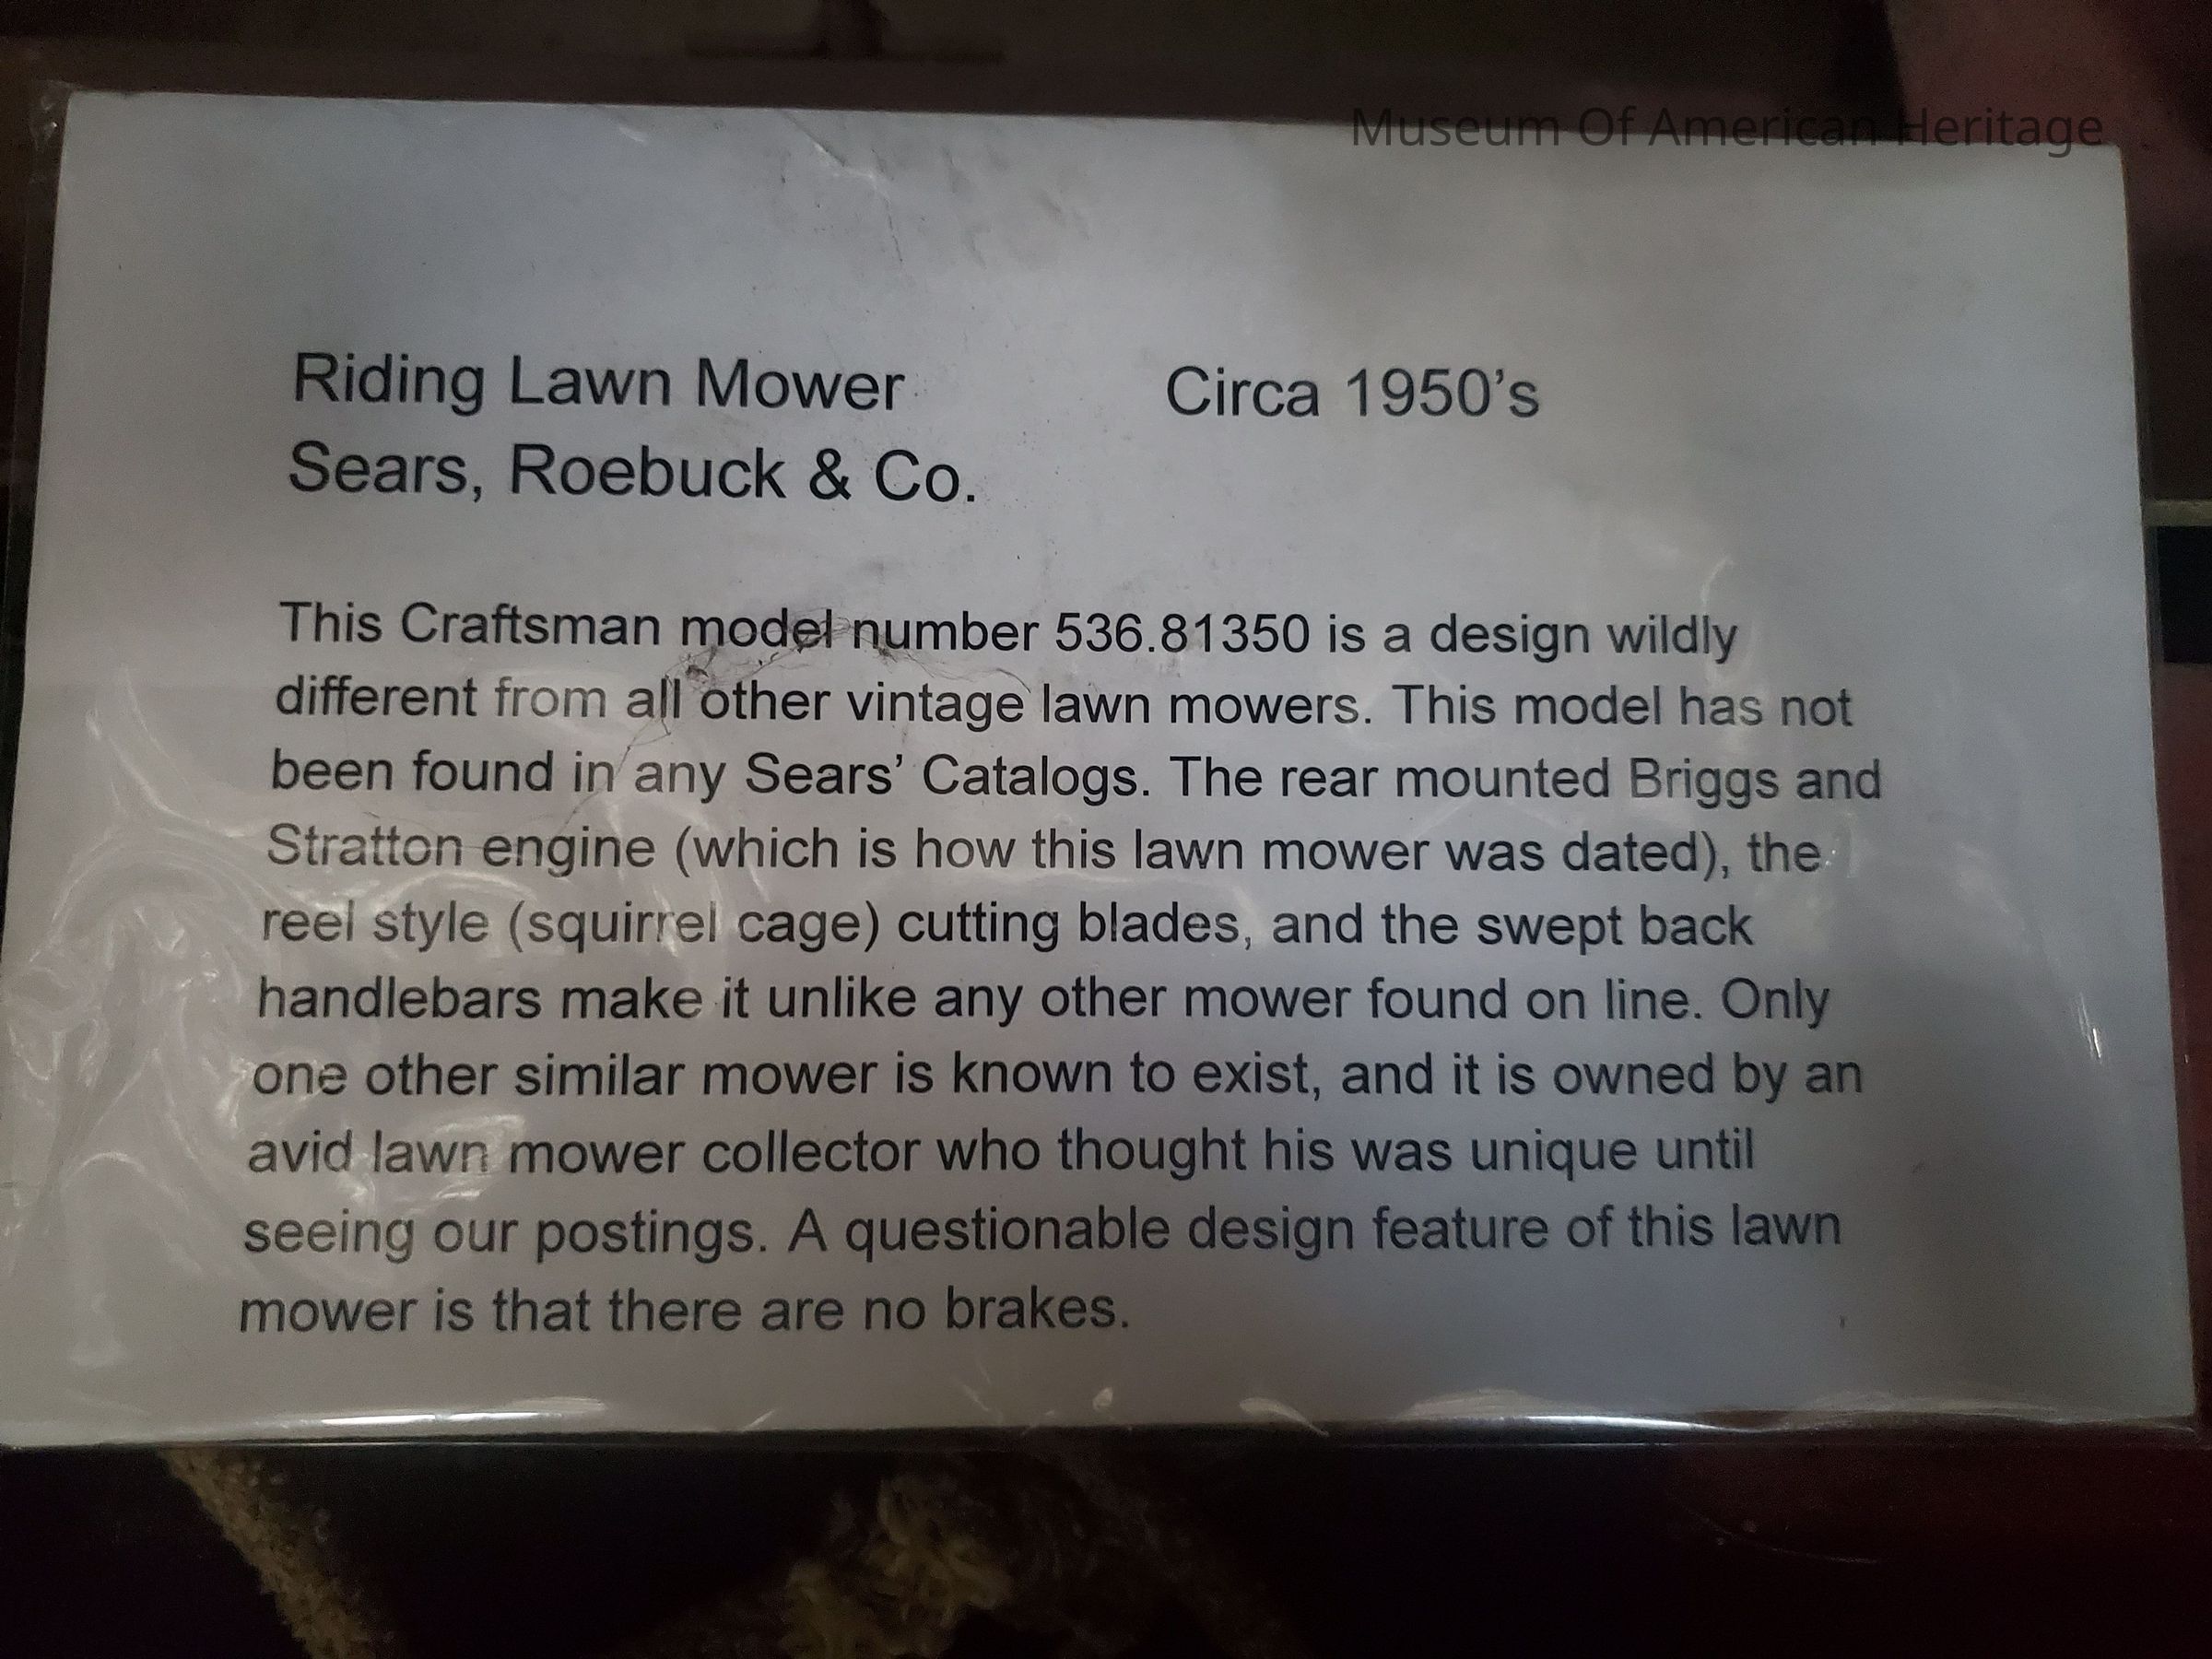 Museum Of American Heritage
Riding Lawn Mower Circa 1950's
Sears, Roebuck & Co.
This Craftsman model number 536.81350 is a design wildly
different from all other vintage lawn mowers. This model has not
been found in any Sears' Catalogs. The rear mounted Briggs and
Stratton engine (which is how this lawn mower was dated), the
reel style (squirrel cage) cutting blades, and the swept back
handlebars make it unlike any other mower found on line. Only
one other similar mower is known to exist, and it is owned by an
avid lawn mower collector who thought his was unique until
seeing our postings. A questionable design feature of this lawn
mower is that there are no brakes.